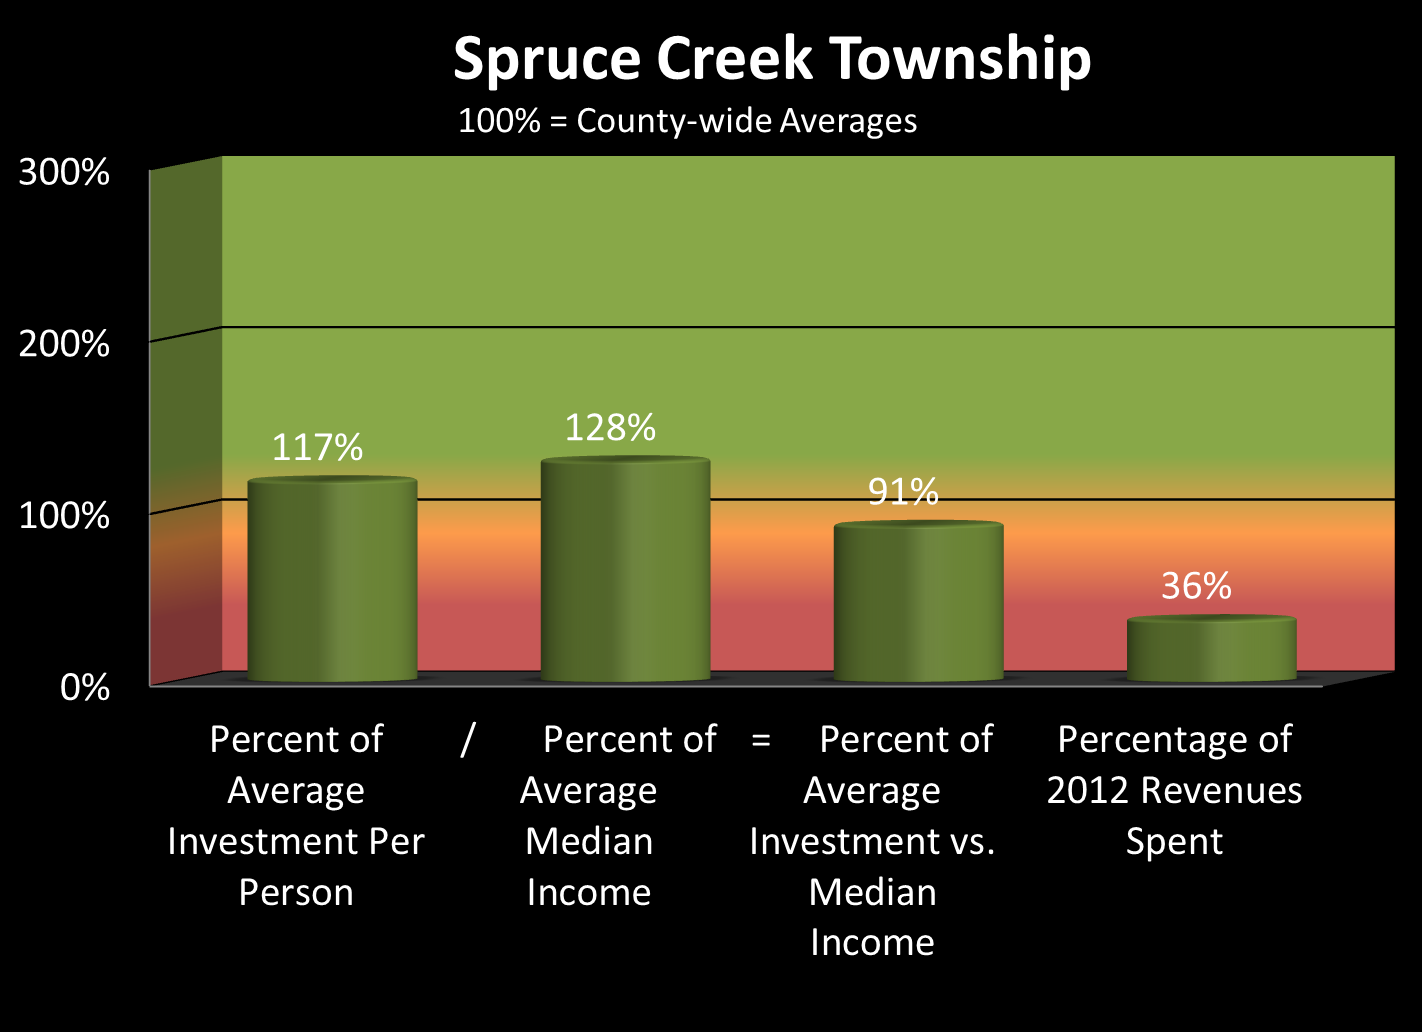 Spruce Creek Township
100% = County-wide Averages
300%
200%
100%
0%
117%
128%
91%
36%
Percent of
Average
Investment Per
Person
/
Percent of
Average
Median
Income
=
Percent of
Average
Investment vs.
Median
Income
Percentage of
2012 Revenues
Spent